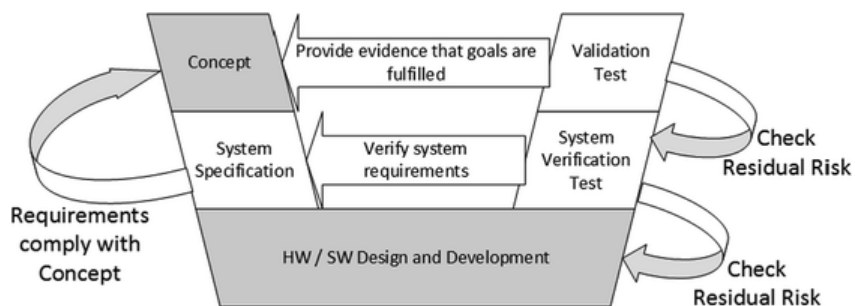 Concept
Provide evidence that goals are
fulfilled
Validation
Test
System
Specification
Verify system
requirements
System
Verification
Test
Check
Residual Risk
Requirements
comply with
Concept
HW / SW Design and Development
Check
Residual Risk